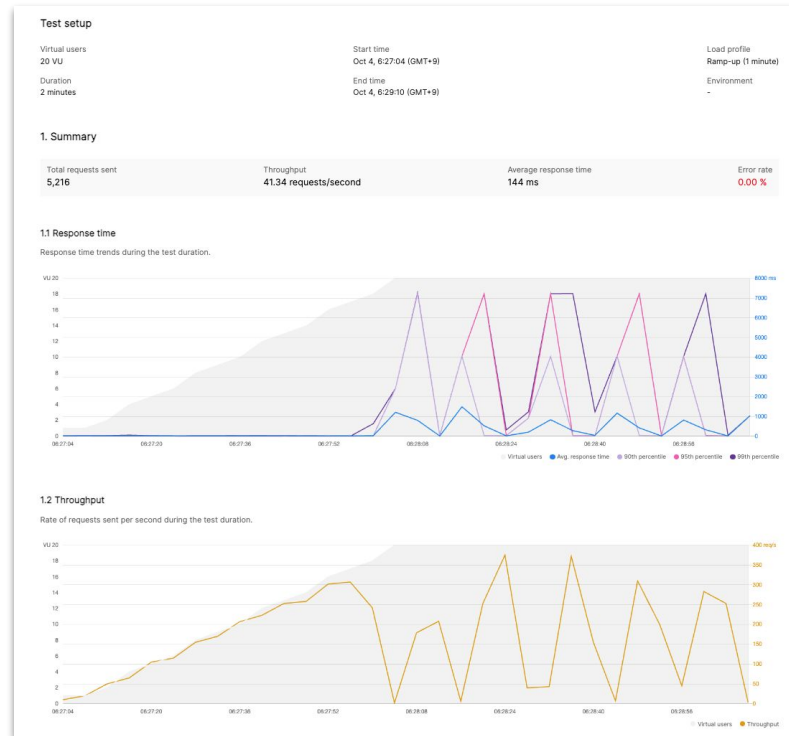 Test setup
Virtual users Start time Load profile
20 VU Oct 4, 6:27:04 (GMT+9) Ramp-up (1 minute)
Duration End time Environment
2 minutes Oct 4, 6:29:10 (GMT+9) -
1. Summary
Total requests sent Throughput Average response time Error rate
5,216 41.34 requests/second 144 ms 0.00 %
1.1 Response time
Response time trends during the test duration.
VU 20 8000 ms
18 7000
16
14 6000
12 5000
10 4000
8 3000
6
4 2000
2 1000
0 0
06:27:04 06:27:20 06:27:36 06:27:52 06:28:08 06:28:24 06:28:40 06:28:56
Virtual users Avg. response time 90th percentile 95th percentile 99th percentile
1.2 Throughput
Rate of requests sent per second during the test duration.
VU 20 400 req/s
18 350
16
14 300
12 250
10 200
8 150
6
4 100
2 50
0 0
06:27:04 06:27:20 06:27:36 06:27:52 06:28:08 06:28:24 06:28:40 06:28:56
Virtual users Throughput